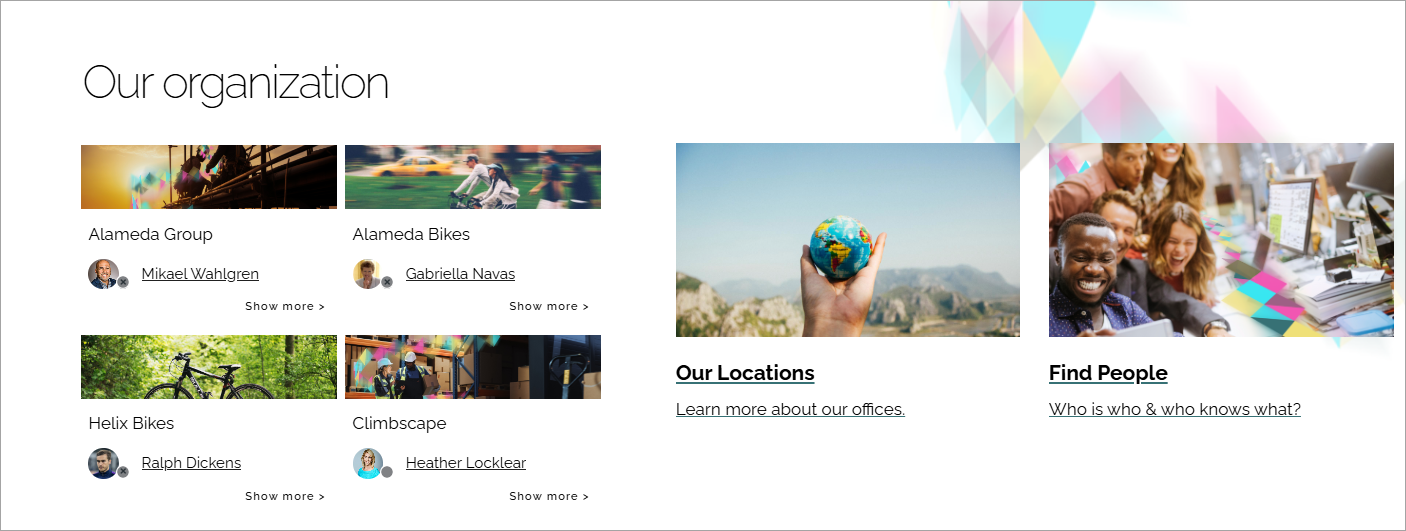 Our organization
Alameda Group
Mikael Wahlgren
Show more >
Alameda Bikes
Gabriella Navas
Show more >
Helix Bikes
Ralph Dickens
Show more >
Climbscape
Heather Locklear
Show more >
Our Locations
Learn more about our offices.
Find People
Who is who & who knows what?